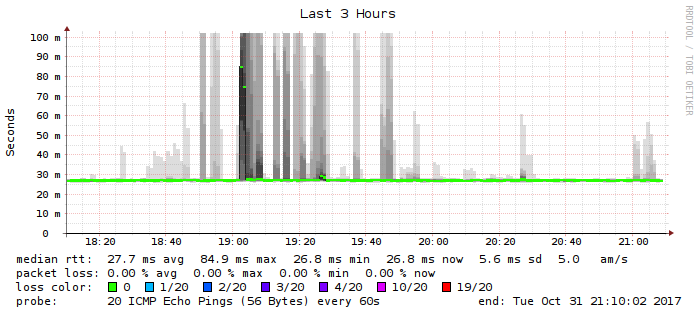 Last 3 Hours
RRDTOOL / TOBI OETIKER
Seconds
100 m
90 m
80 m
70 m
60 m
50 m
40 m
30 m
20 m
10 m
0
18:20 18:40 19:00 19:20 19:40 20:00 20:20 20:40 21:00
median rtt: 27.7 ms avg 84.9 ms max 26.8 ms min 26.8 ms now 5.6 ms sd 5.0 am/s
packet loss: 0.00 % avg 0.00 % max 0.00 % min 0.00 % now
loss color: 0 1/20 2/20 3/20 4/20 10/20 19/20
probe: 20 ICMP Echo Pings (56 Bytes) every 60s end: Tue Oct 31 21:10:02 2017